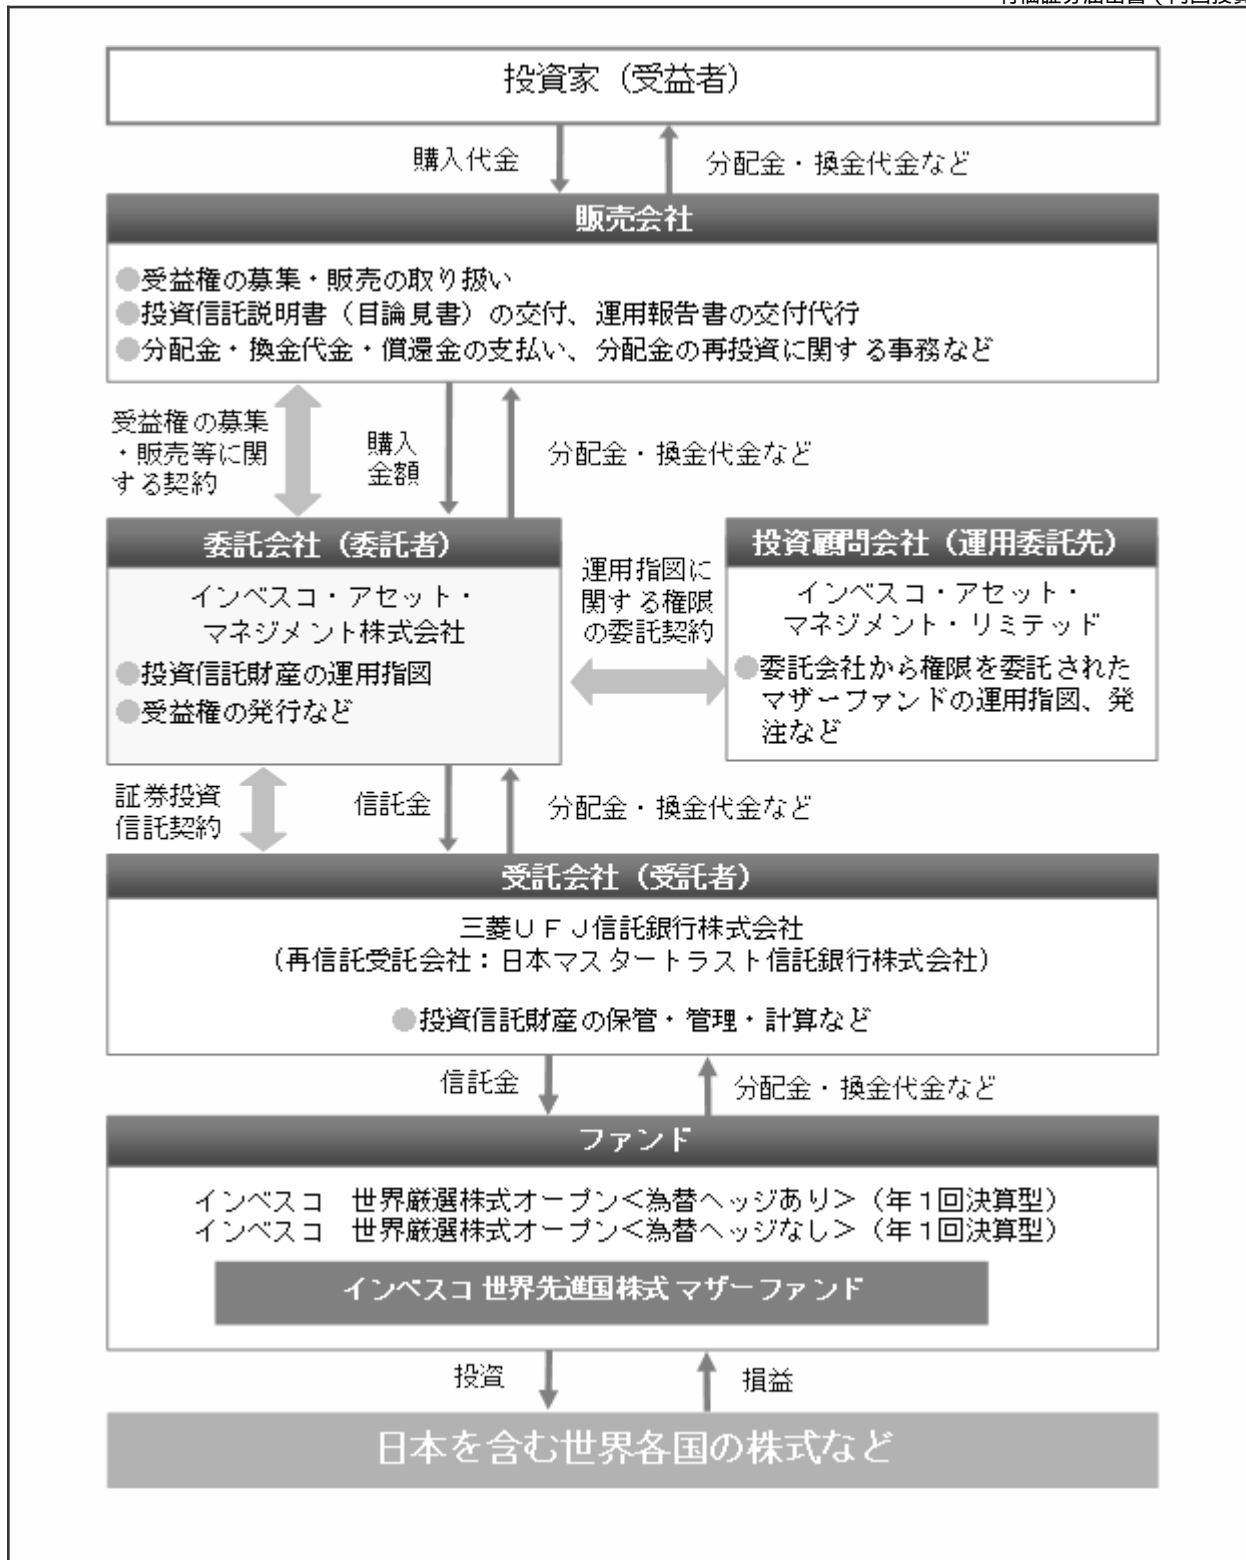 投資家（受益者）
購入代金
分配金・換金代金など
販売会社
●受益権の募集・販売の取り扱い
●投資信託説明書（目論見書）の交付、運用報告書の交付代行
●分配金・換金代金・償還金の支払い、分配金の再投資に関する事務など
受益権の募集
・販売等に関
する契約
購入
金額
分配金・換金代金など
委託会社（委託者）
インベスコ・アセット・
マネジメント株式会社
●投資信託財産の運用指図
●受益権の発行など
運用指図に
関する権限
の委託契約
投資顧問会社（運用委託先）
インベスコ・アセット・
マネジメント・リミテッド
●委託会社から権限を委託された
マザーファンドの運用指図、発
注など
証券投資
信託契約
信託金
分配金・換金代金など
受託会社（受託者）
三菱ＵＦＪ信託銀行株式会社
（再信託受託会社：日本マスタートラスト信託銀行株式会社）
●投資信託財産の保管・管理・計算など
信託金
分配金・換金代金など
ファンド
インベスコ　世界厳選株式オープン＜為替ヘッジあり＞（年１回決算型）
インベスコ　世界厳選株式オープン＜為替ヘッジなし＞（年１回決算型）
インベスコ 世界先進国株式 マザーファンド
投資
損益
日本を含む世界各国の株式など